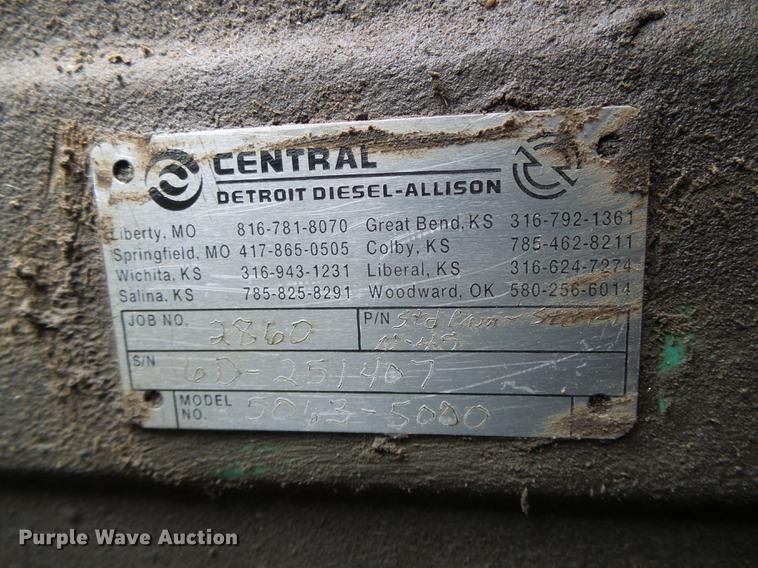 CENTRAL
DETROIT DIESEL-ALLISON
Liberty, MO 816-781-8070 Great Bend, KS 316-792-1361
Springfield, MO 417-865-0505 Colby, KS 785-462-8211
Wichita, KS 316-943-1231 Liberal, KS 316-624-7274
Salina, KS 785-825-8291 Woodward, OK 580-256-6014
JOB NO. 2860 P/N Std
N-45
S/N 6D-251407
MODEL NO. 5063-5000
Purple Wave Auction